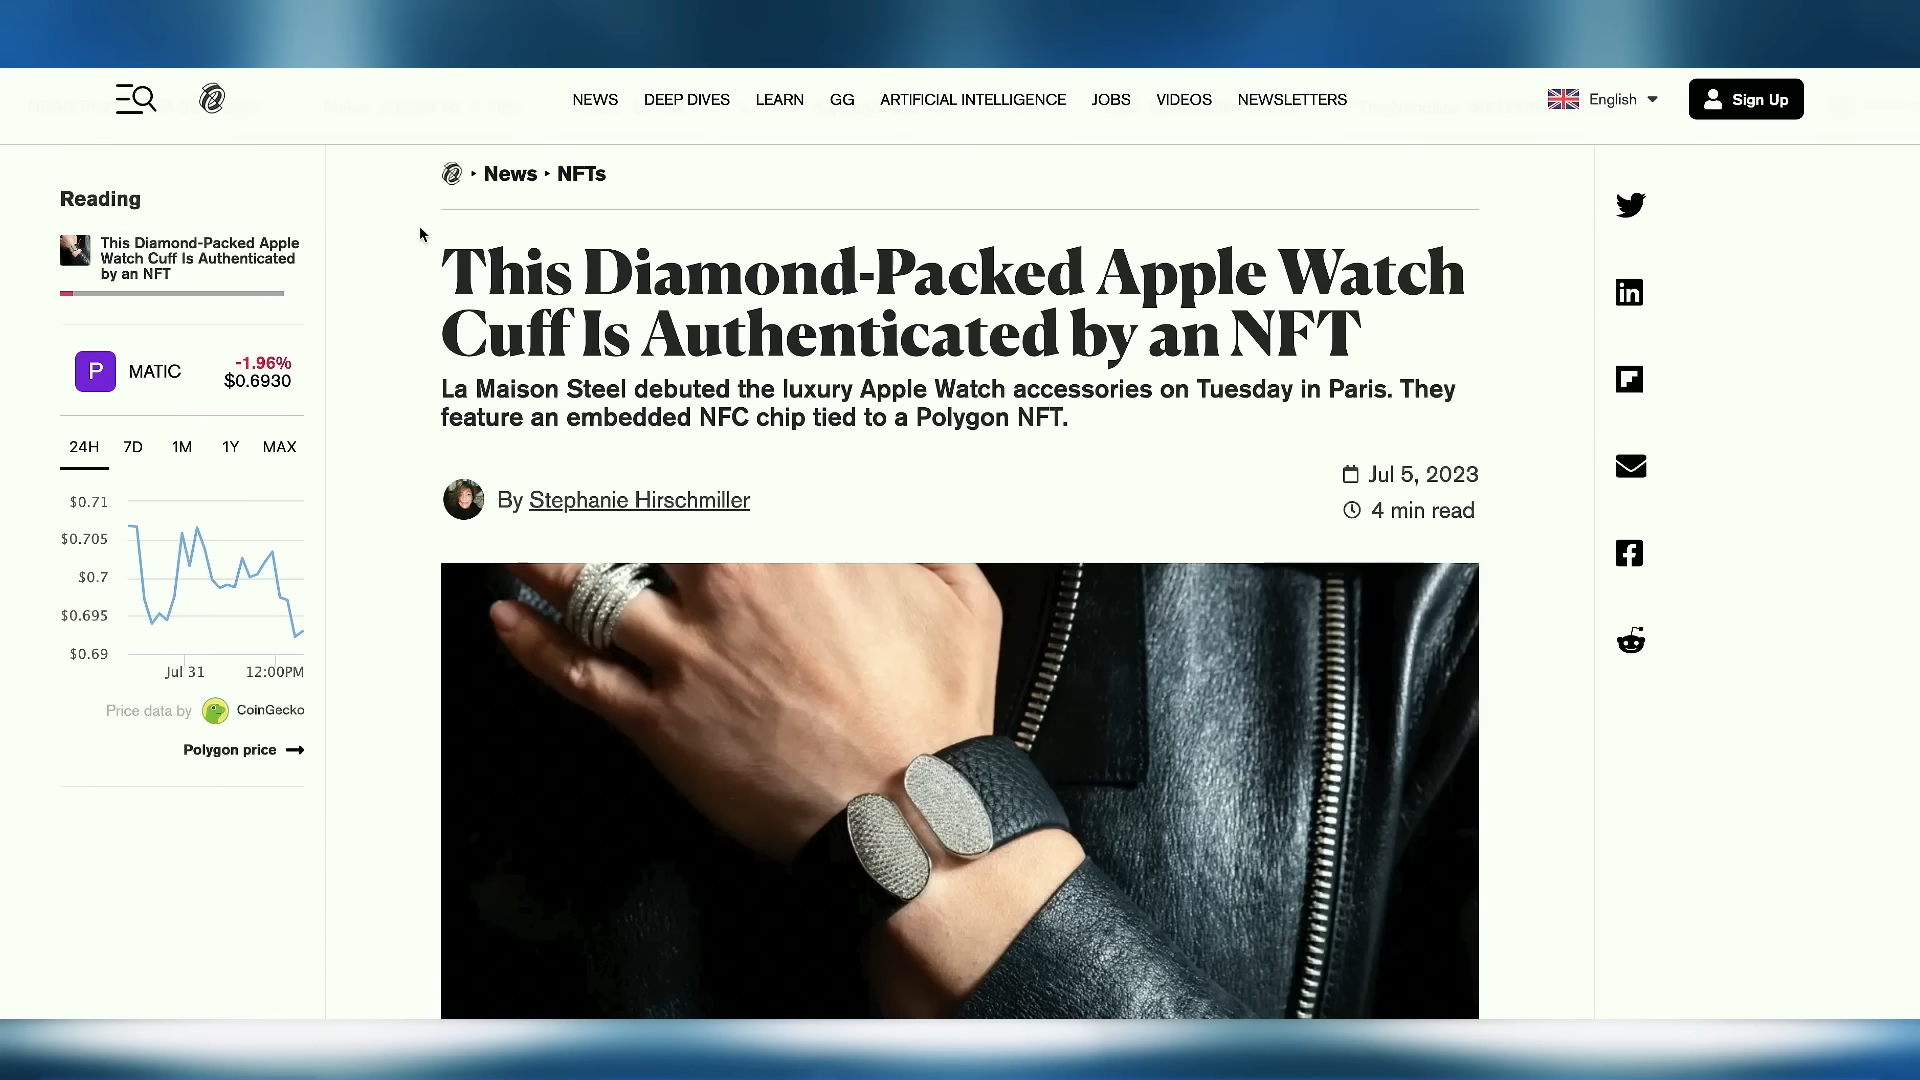 NEWS DEEP DIVES LEARN GG ARTIFICIAL INTELLIGENCE JOBS VIDEOS NEWSLETTERS English Sign Up
Reading
This Diamond-Packed Apple
Watch Cuff Is Authenticated
by an NFT
P MATIC -1.96%
$0.6930
24H 7D 1M 1Y MAX
$0.71
$0.705
$0.7
$0.695
$0.69
Jul 31 12:00PM
Price data by CoinGecko
Polygon price
News NFTs
This Diamond-Packed Apple Watch
Cuff Is Authenticated by an NFT
La Maison Steel debuted the luxury Apple Watch accessories on Tuesday in Paris. They
feature an embedded NFC chip tied to a Polygon NFT.
By Stephanie Hirschmiller
Jul 5, 2023
4 min read
in